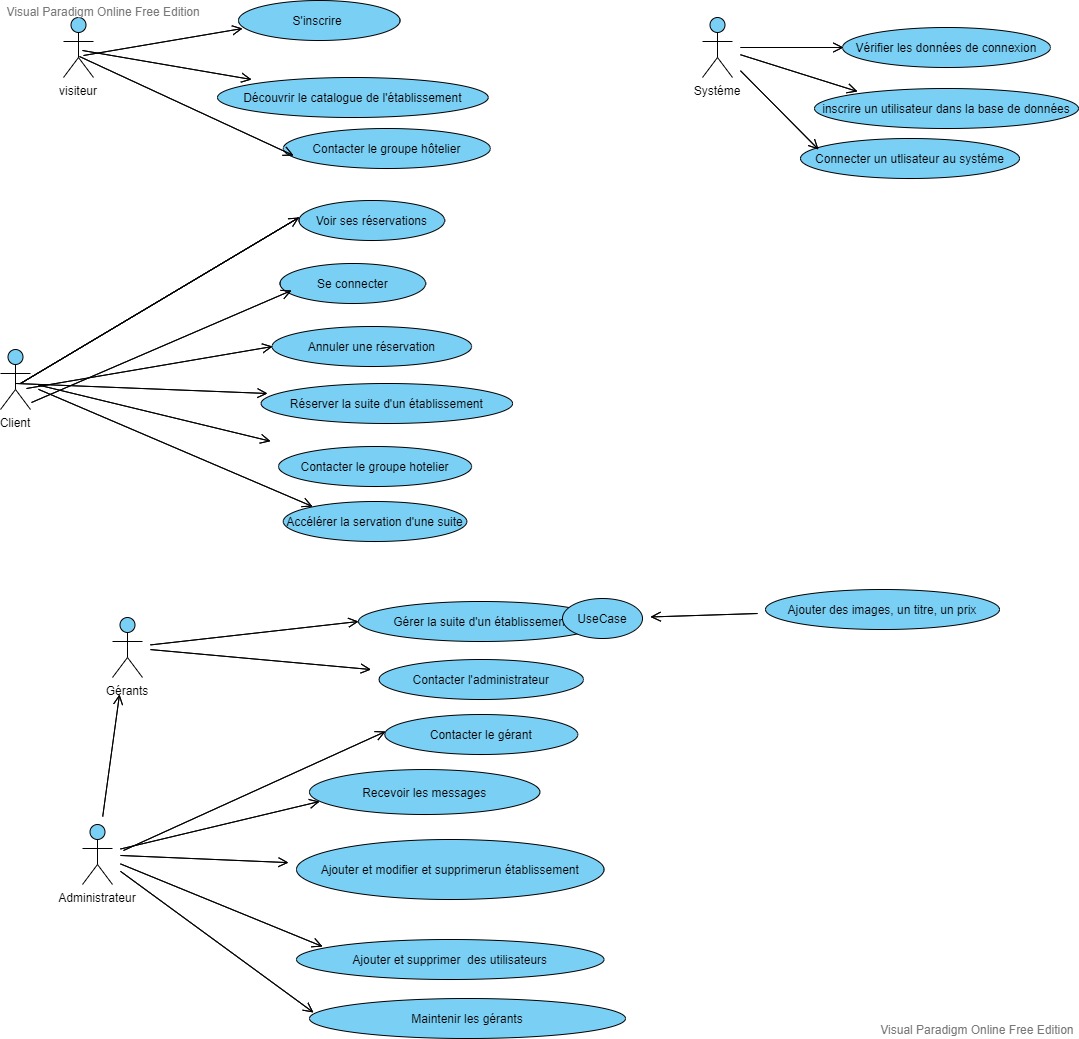 Visual Paradigm Online Free Edition
S'inscrire
visiteur
Découvrir le catalogue de l'établissement
Contacter le groupe hôtelier
Systéme
Vérifier les données de connexion
inscrire un utilisateur dans la base de données
Connecter un utlisateur au systéme
Voir ses réservations
Se connecter
Annuler une réservation
Réserver la suite d'un établissement
Client
Contacter le groupe hotelier
Accélérer la servation d'une suite
Gérants
Gérer la suite d'un établissemen
UseCase
Ajouter des images, un titre, un prix
Contacter l'administrateur
Contacter le gérant
Recevoir les messages
Administrateur
Ajouter et modifier et supprimerun établissement
Ajouter et supprimer  des utilisateurs
Maintenir les gérants
Visual Paradigm Online Free Edition